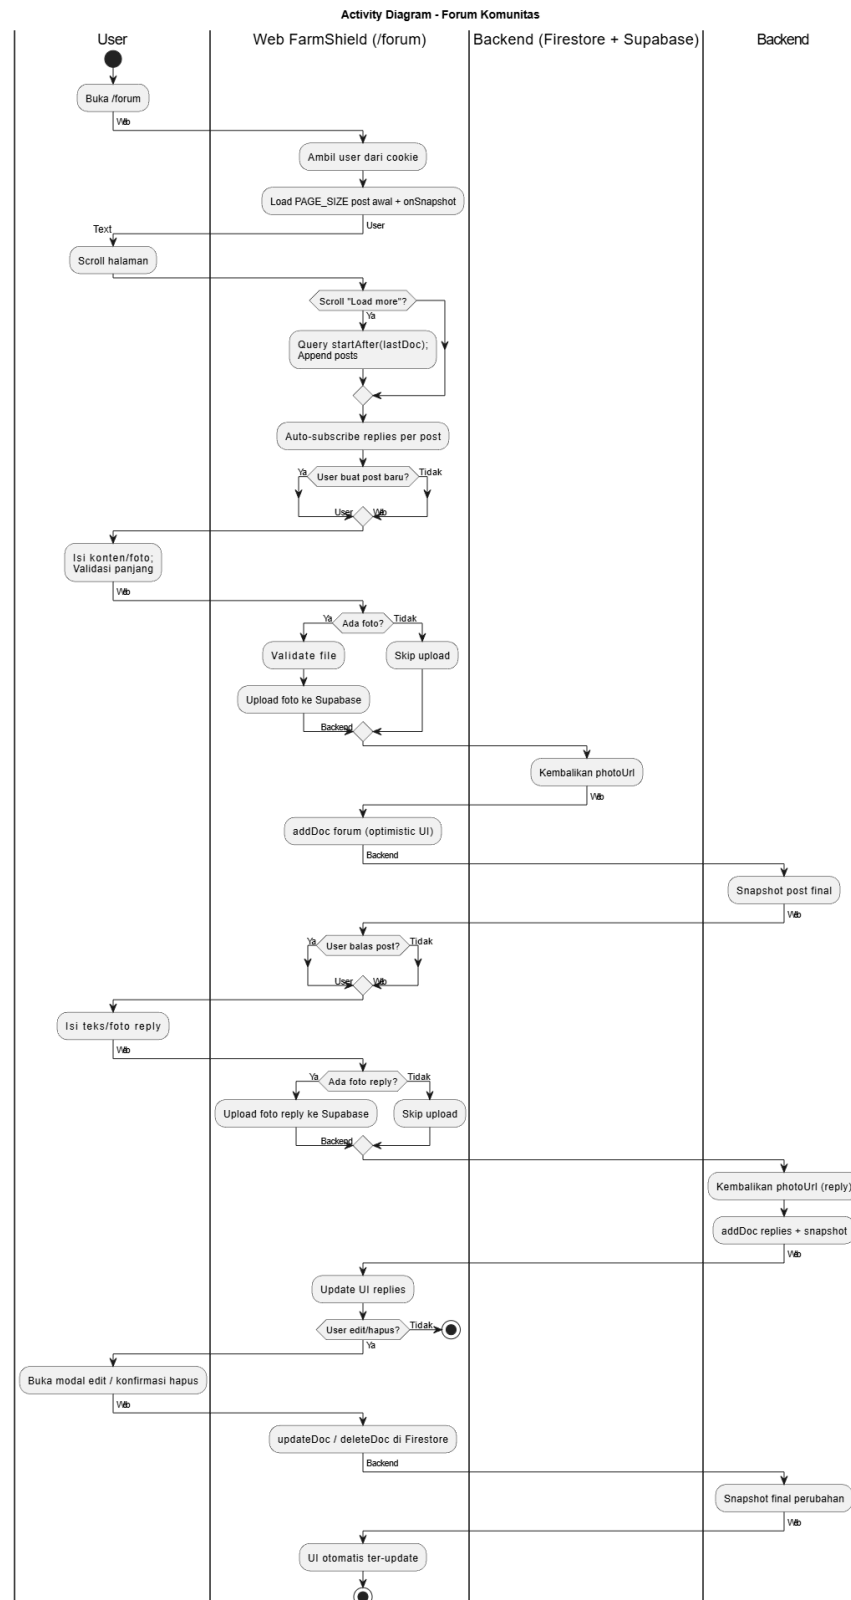 Activity Diagram - Forum Komunitas
User
Web FarmShield (/forum)
Backend (Firestore + Supabase)
Backend
Buka /forum
Web
Ambil user dari cookie
Load PAGE_SIZE post awal + onSnapshot
User
Text
Scroll halaman
Scroll "Load more"?
Ya
Query startAfter(lastDoc);
Append posts
Auto-subscribe replies per post
Ya
User buat post baru?
Tidak
User
Web
Isi konten/foto;
Validasi panjang
Web
Ya
Ada foto?
Tidak
Validate file
Skip upload
Upload foto ke Supabase
Backend
Kembalikan photoUrl
Web
addDoc forum (optimistic UI)
Backend
Snapshot post final
Web
Ya
User balas post?
Tidak
User
Web
Isi teks/foto reply
Web
Ya
Ada foto reply?
Tidak
Upload foto reply ke Supabase
Skip upload
Backend
Kembalikan photoUrl (reply)
addDoc replies + snapshot
Web
Update UI replies
User edit/hapus?
Tidak
Ya
Buka modal edit / konfirmasi hapus
Web
updateDoc / deleteDoc di Firestore
Backend
Snapshot final perubahan
Web
UI otomatis ter-update